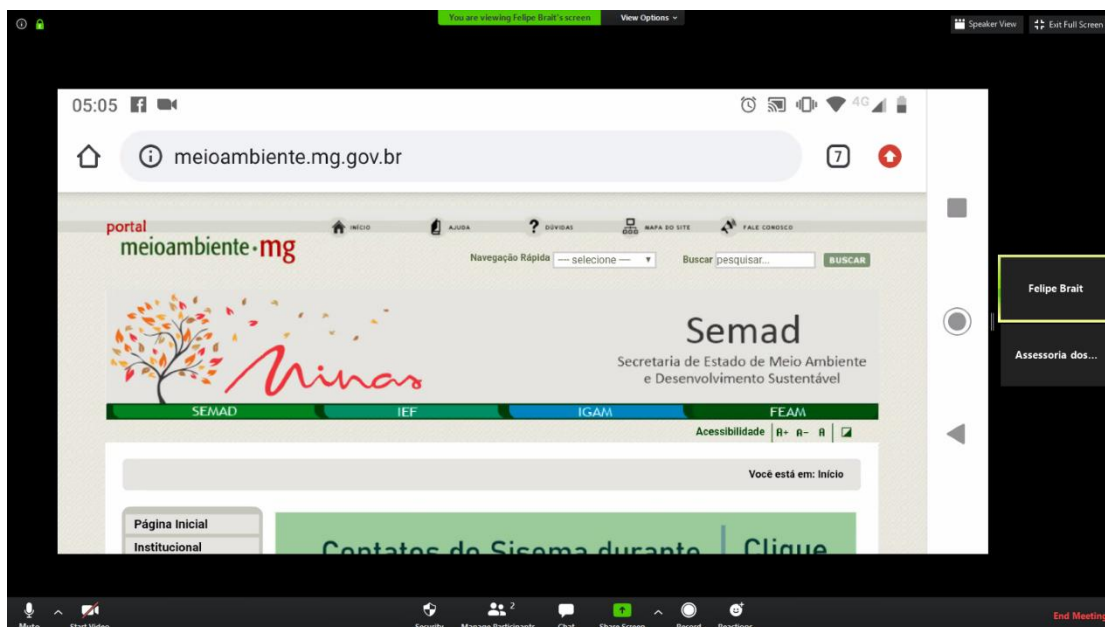 You are viewing Felipe Brait's screen View Options
Speaker View Exit Full Screen
05:05 4G
meioambiente.mg.gov.br 7
portal
meioambiente·mg
INÍCIO AJUDA DÚVIDAS MAPA DO SITE FALE CONOSCO
Navegação Rápida --- selecione --- Buscar pesquisar... BUSCAR
Minas
Semad
Secretaria de Estado de Meio Ambiente
e Desenvolvimento Sustentável
SEMAD IEF IGAM FEAM
Acessibilidade A+ A- A
Você está em: Início
Página Inicial
Institucional
Contatos do Sisema durante Clique
Felipe Brait
Assessoria dos...
Mute Start Video Security Manage Participants 2 Chat Share Screen Record Reactions End Meeting